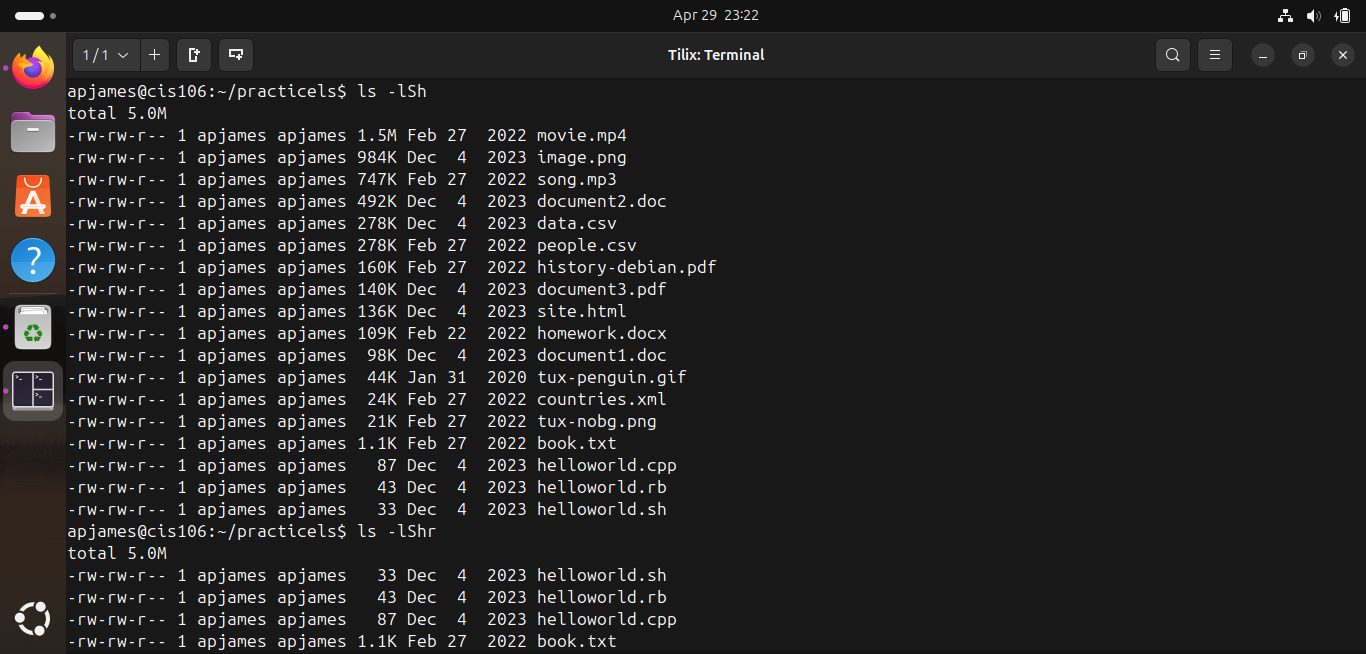 Apr 29  23:22
1 / 1
Tilix: Terminal
apjames@cis106:~/practicels$ ls -lSh
total 5.0M
-rw-rw-r-- 1 apjames apjames 1.5M Feb 27  2022 movie.mp4
-rw-rw-r-- 1 apjames apjames 984K Dec  4  2023 image.png
-rw-rw-r-- 1 apjames apjames 747K Feb 27  2022 song.mp3
-rw-rw-r-- 1 apjames apjames 492K Dec  4  2023 document2.doc
-rw-rw-r-- 1 apjames apjames 278K Dec  4  2023 data.csv
-rw-rw-r-- 1 apjames apjames 278K Feb 27  2022 people.csv
-rw-rw-r-- 1 apjames apjames 160K Feb 27  2022 history-debian.pdf
-rw-rw-r-- 1 apjames apjames 140K Dec  4  2023 document3.pdf
-rw-rw-r-- 1 apjames apjames 136K Dec  4  2023 site.html
-rw-rw-r-- 1 apjames apjames 109K Feb 22  2022 homework.docx
-rw-rw-r-- 1 apjames apjames  98K Dec  4  2023 document1.doc
-rw-rw-r-- 1 apjames apjames  44K Jan 31  2020 tux-penguin.gif
-rw-rw-r-- 1 apjames apjames  24K Feb 27  2022 countries.xml
-rw-rw-r-- 1 apjames apjames  21K Feb 27  2022 tux-nobg.png
-rw-rw-r-- 1 apjames apjames 1.1K Feb 27  2022 book.txt
-rw-rw-r-- 1 apjames apjames   87 Dec  4  2023 helloworld.cpp
-rw-rw-r-- 1 apjames apjames   43 Dec  4  2023 helloworld.rb
-rw-rw-r-- 1 apjames apjames   33 Dec  4  2023 helloworld.sh
apjames@cis106:~/practicels$ ls -lShr
total 5.0M
-rw-rw-r-- 1 apjames apjames   33 Dec  4  2023 helloworld.sh
-rw-rw-r-- 1 apjames apjames   43 Dec  4  2023 helloworld.rb
-rw-rw-r-- 1 apjames apjames   87 Dec  4  2023 helloworld.cpp
-rw-rw-r-- 1 apjames apjames 1.1K Feb 27  2022 book.txt